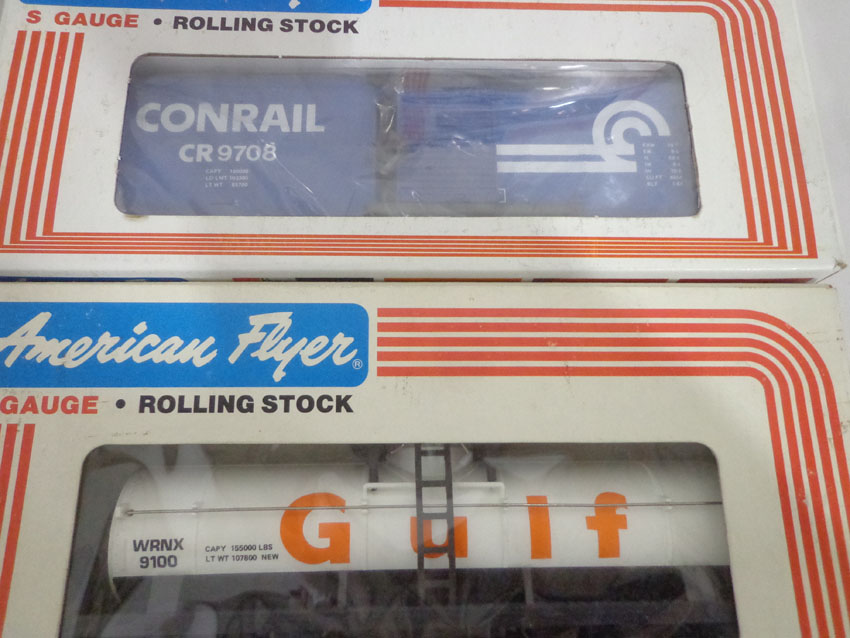 S GAUGE • ROLLING STOCK
CONRAIL
CR 9708
American Flyer®
GAUGE • ROLLING STOCK
Gulf
WRNX
9100
CAPY 155000 LBS
LT WT 107800 NEW